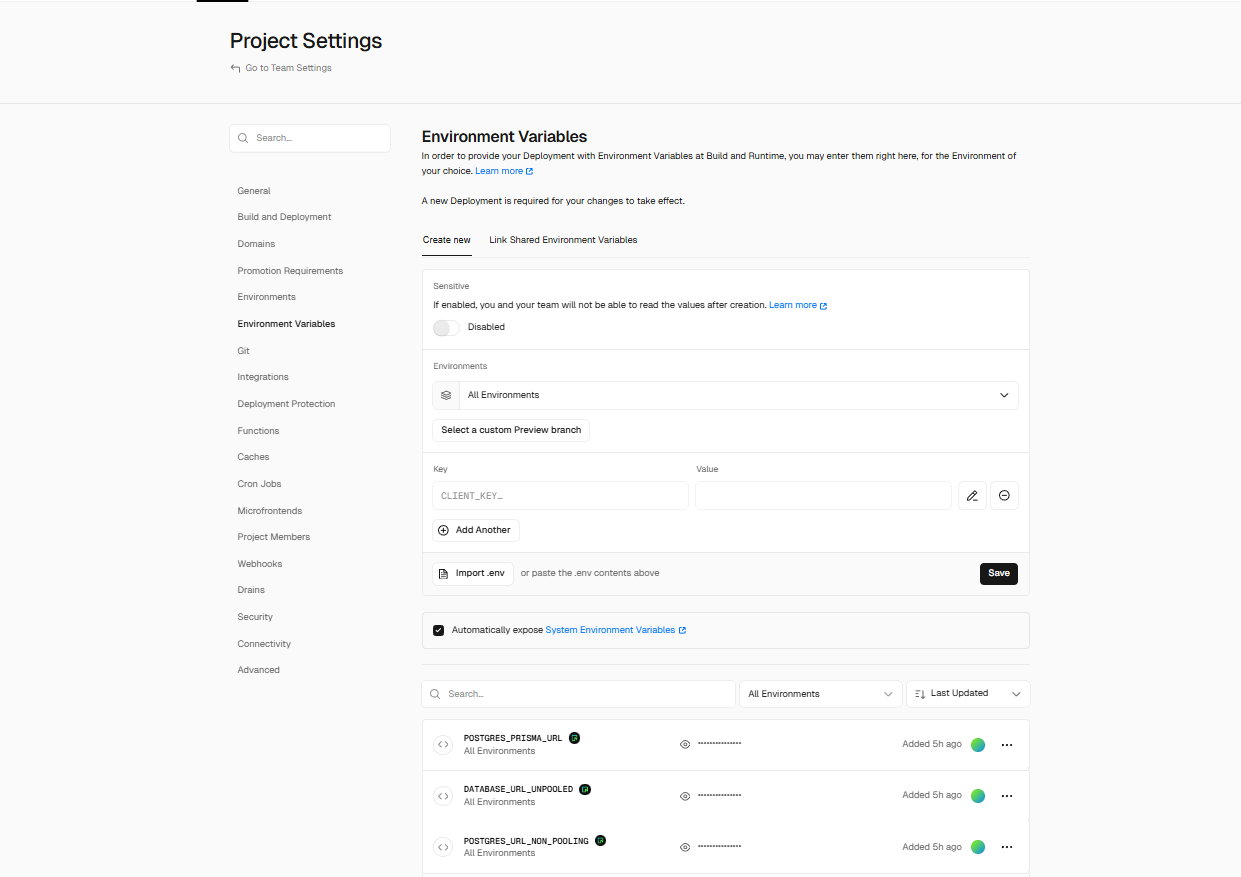 Project Settings
Go to Team Settings
Search...
General
Build and Deployment
Domains
Promotion Requirements
Environments
Environment Variables
Git
Integrations
Deployment Protection
Functions
Caches
Cron Jobs
Microfrontends
Project Members
Webhooks
Drains
Security
Connectivity
Advanced
Environment Variables
In order to provide your Deployment with Environment Variables at Build and Runtime, you may enter them right here, for the Environment of
your choice. Learn more
A new Deployment is required for your changes to take effect.
Create new Link Shared Environment Variables
Sensitive
If enabled, you and your team will not be able to read the values after creation. Learn more
Disabled
Environments
All Environments
Select a custom Preview branch
Key Value
CLIENT_KEY...
Add Another
Import .env or paste the .env contents above Save
Automatically expose System Environment Variables
Search... All Environments Last Updated
POSTGRES_PRISMA_URL
All Environments
••••••••••••••• Added 5h ago
DATABASE_URL_UNPOOLED
All Environments
••••••••••••••• Added 5h ago
POSTGRES_URL_NON_POOLING
All Environments
••••••••••••••• Added 5h ago